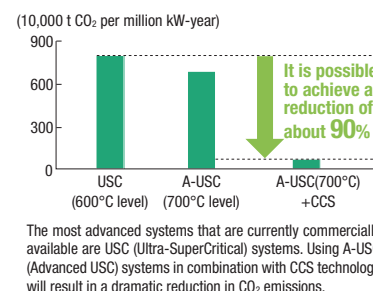 (10,000 t CO₂ per million kW-year)
900
600
300
0
It is possible
to achieve a
reduction of
about 90%
USC
(600°C level)
A-USC
(700°C level)
A-USC(700°C)
+CCS
The most advanced systems that are currently commercial
available are USC (Ultra-SuperCritical) systems. Using A-US
(Advanced USC) systems in combination with CCS technolog
will result in a dramatic reduction in CO₂ emissions.